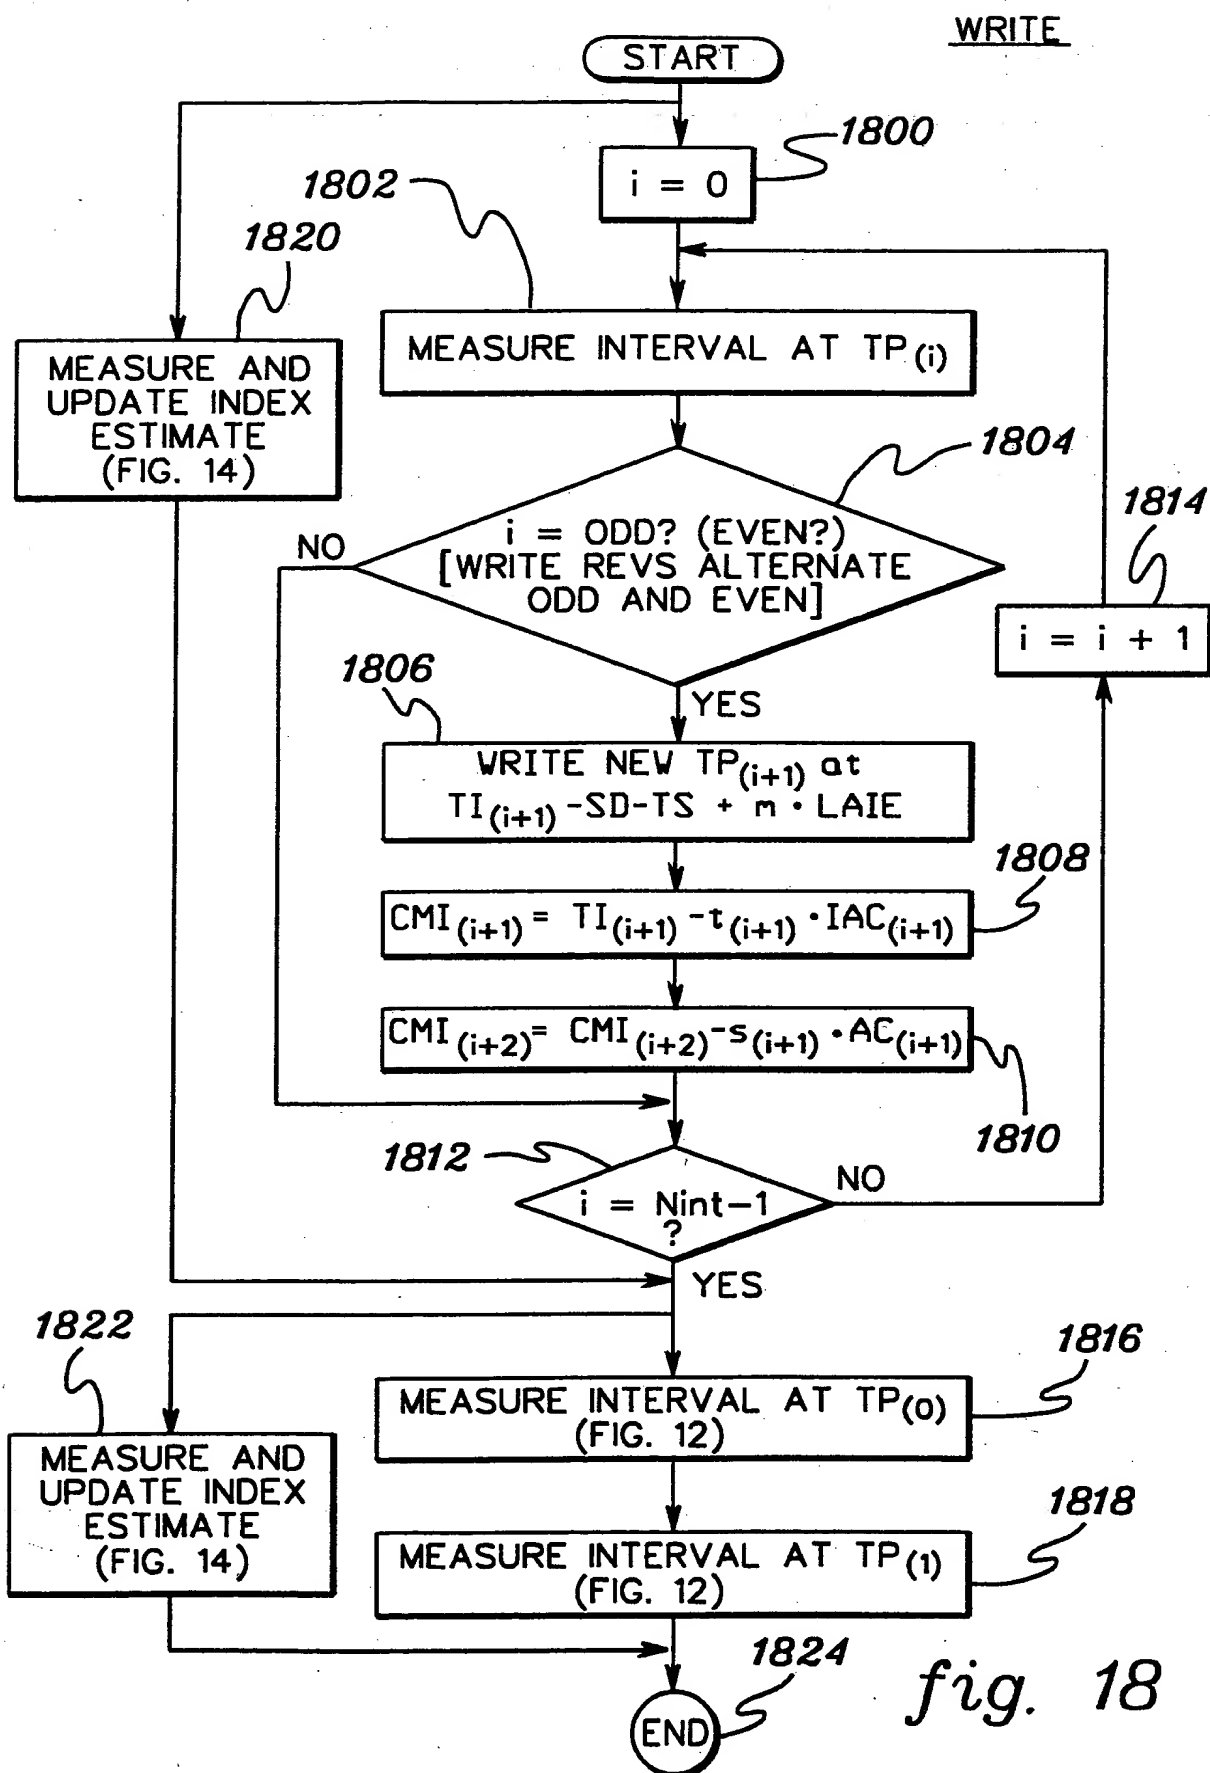 WRITE
START
1800
i = 0
1802
1820
MEASURE INTERVAL AT TP(i)
MEASURE AND
UPDATE INDEX
ESTIMATE
(FIG. 14)
1804
i = ODD? (EVEN?)
[WRITE REVS ALTERNATE
ODD AND EVEN]
NO
1814
i = i + 1
1806
YES
WRITE NEW TP(i+1) at
TI(i+1) -SD-TS + m · LAIE
1808
CMI(i+1) = TI(i+1) -t(i+1) ·IAC(i+1)
CMI(i+2) = CMI(i+2) -s(i+1) ·AC(i+1)
1810
1812
NO
i = Nint-1
?
YES
1822
1816
MEASURE INTERVAL AT TP(0)
(FIG. 12)
MEASURE AND
UPDATE INDEX
ESTIMATE
(FIG. 14)
1818
MEASURE INTERVAL AT TP(1)
(FIG. 12)
1824
END
fig. 18